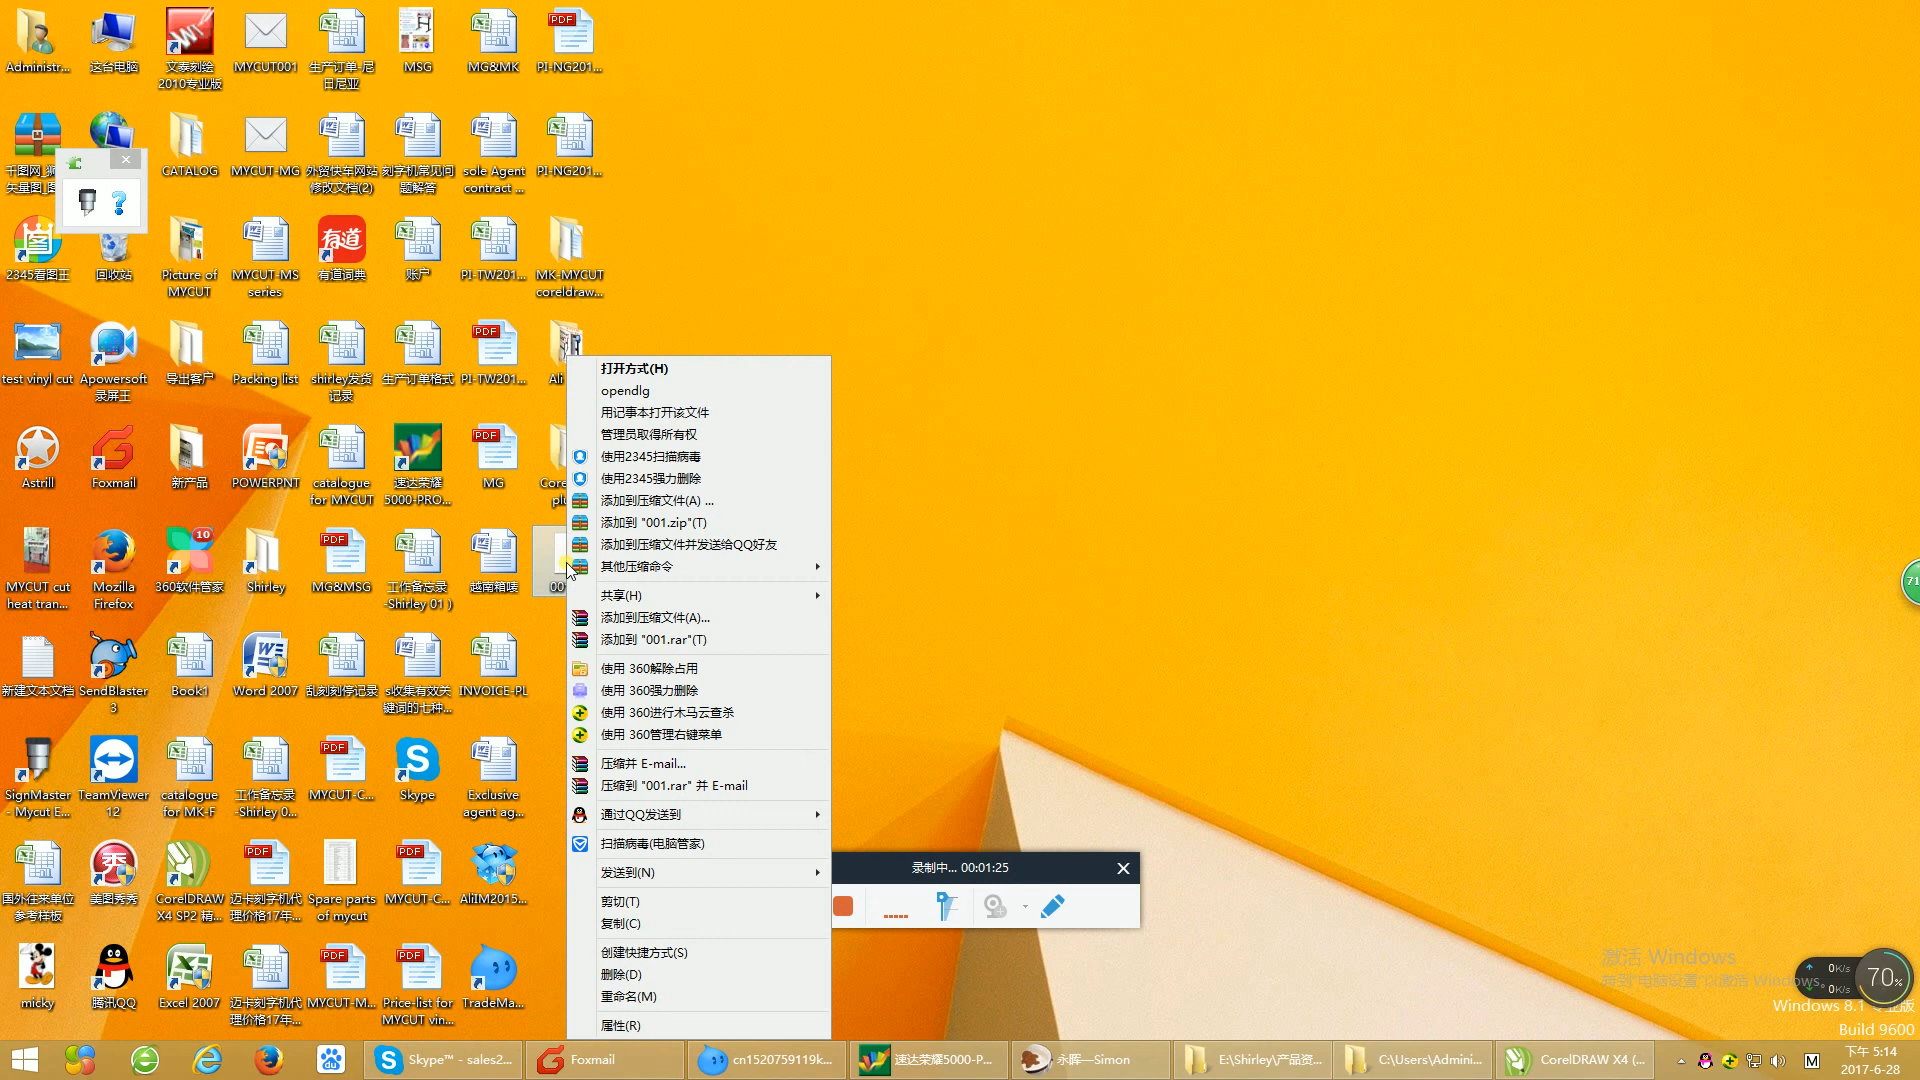 Administr...
这台电脑
文泰刻绘
2010专业版
MYCUT001
生产订单-尼
日尼亚
MSG
MG&MK
PI-NG201...
CATALOG
MYCUT-MG
外贸快车网站
修改文档(2)
刻字机常见问
题解答
sole Agent
contract ...
PI-NG201...
2345看图王
回收站
Picture of
MYCUT
MYCUT-MS
series
有道词典
账户
PI-TW201...
MK-MYCUT
coreldraw...
test vinyl cut
Apowersoft
录屏王
导出客户
Packing list
shirley发货
记录
生产订单格式
PI-TW201...
Ali
Astrill
Foxmail
新产品
POWERPNT
catalogue
for MYCUT
速达荣耀
5000-PRO...
MG
MYCUT cut
heat tran...
Mozilla
Firefox
10
360软件管家
Shirley
MG&MSG
工作备忘录
-Shirley 01 )
越南箱唛
新建文本文档
SendBlaster
3
Book1
Word 2007
乱刻刻停记录
s收集有效关
键词的七种...
INVOICE-PL
SignMaster
- Mycut E...
TeamViewer
12
catalogue
for MK-F
工作备忘录
-Shirley 0...
MYCUT-C...
Skype
Exclusive
agent ag...
国外往来单位
参考样板
美图秀秀
CorelDRAW
X4 SP2 精...
迈卡刻字机代
理价格17年...
Spare parts
of mycut
MYCUT-C...
AliIM2015...
micky
腾讯QQ
Excel 2007
迈卡刻字机代
理价格17年...
MYCUT-M...
Price-list for
MYCUT vin...
TradeMa...
打开方式(H)
opendlg
用记事本打开该文件
管理员取得所有权
使用2345扫描病毒
使用2345强力删除
添加到压缩文件(A) ...
添加到 "001.zip"(T)
添加到压缩文件并发送给QQ好友
其他压缩命令
共享(H)
添加到压缩文件(A)...
添加到 "001.rar"(T)
使用 360解除占用
使用 360强力删除
使用 360进行木马云查杀
使用 360管理右键菜单
压缩并 E-mail...
压缩到 "001.rar" 并 E-mail
通过QQ发送到
扫描病毒(电脑管家)
发送到(N)
剪切(T)
复制(C)
创建快捷方式(S)
删除(D)
重命名(M)
属性(R)
录制中... 00:01:25
71
激活 Windows
0K/s
0K/s
70%
Windows 8.1 专业版
Build 9600
Skype™ - sales2...
Foxmail
cn1520759119k...
速达荣耀5000-P...
永晖—Simon
E:\Shirley\产品资...
C:\Users\Admini...
CorelDRAW X4 (...
M
下午 5:14
2017-6-28